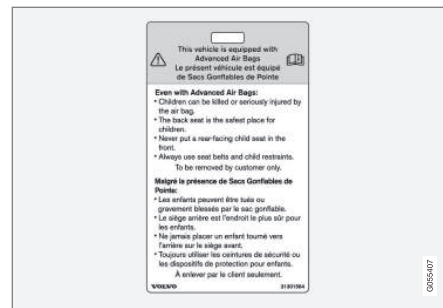 This vehicle is equipped with
Advanced Air Bags
Le présent véhicule est équipé
de Sacs Gonflables de Pointe
Even with Advanced Air Bags:
• Children can be killed or seriously injured by
the air bag.
• The back seat is the safest place for
children.
• Never put a rear-facing child seat in the
front.
• Always use seat belts and child restraints.
To be removed by customer only.
Malgré la présence de Sacs Gonflables de
Pointe:
• Les enfants peuvent être tués ou
gravement blessés par le sac gonflable.
• Le siège arrière est l'endroit le plus sûr pour
les enfants.
• Ne jamais placer un enfant tourné vers
l'arrière sur le siège avant.
• Toujours utiliser les ceintures de sécurité ou
les dispositifs de protection pour enfants.
À enlever par le client seulement.
VOLVO 31301564
G055407